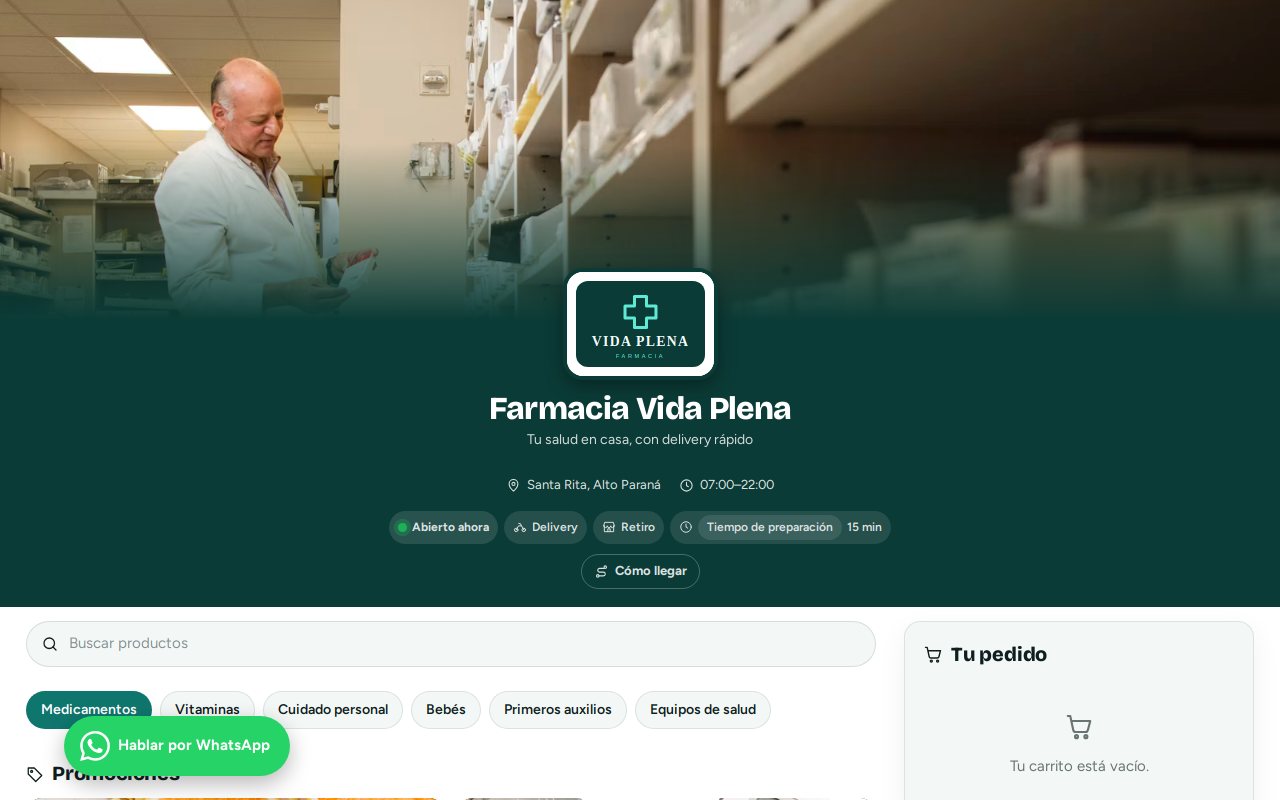 VIDA PLENA
FARMACIA
Farmacia Vida Plena
Tu salud en casa, con delivery rápido
Santa Rita, Alto Paraná 07:00–22:00
Abierto ahora Delivery Retiro Tiempo de preparación 15 min
Cómo llegar
Buscar productos
Tu pedido
Medicamentos Vitaminas Cuidado personal Bebés Primeros auxilios Equipos de salud
Hablar por WhatsApp
Promociones
Tu carrito está vacío.